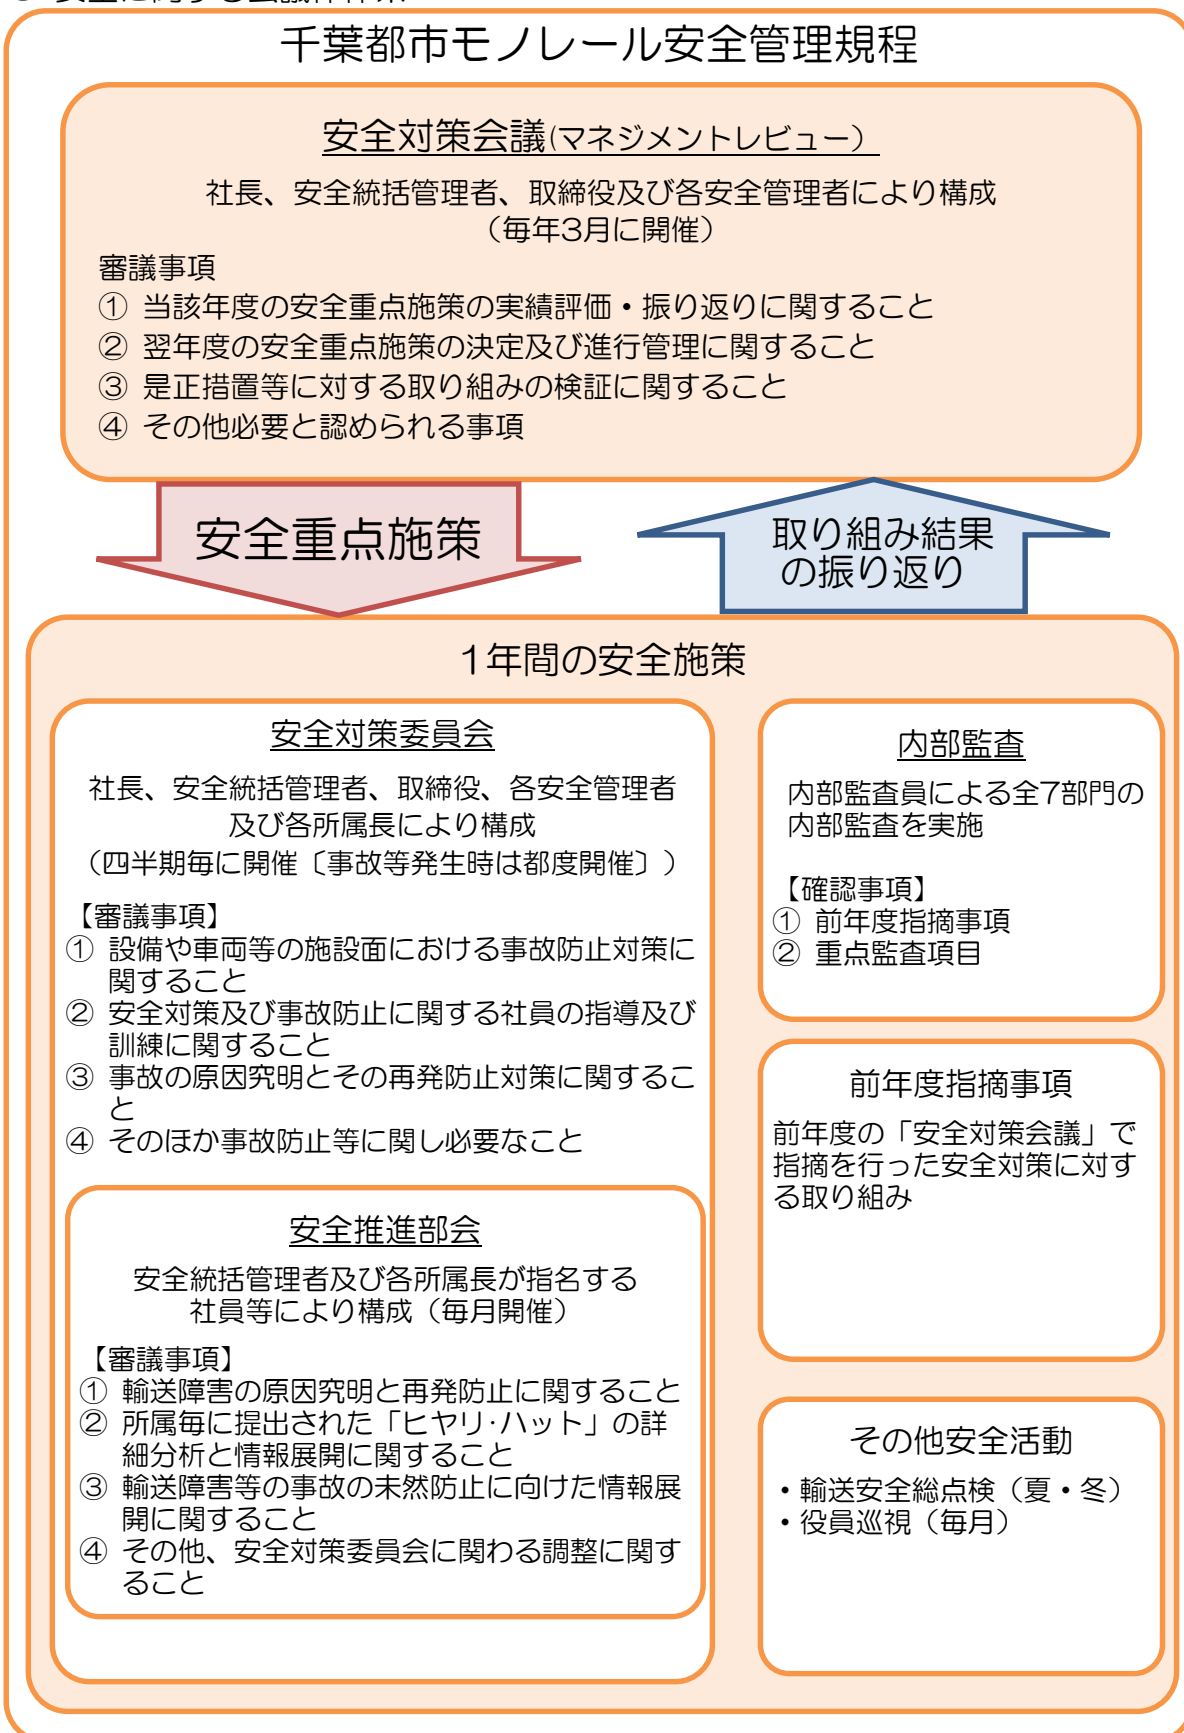 千葉都市モノレール安全管理規程
安全対策会議(マネジメントレビュー）
社長、安全統括管理者、取締役及び各安全管理者により構成
（毎年3月に開催）
審議事項
① 当該年度の安全重点施策の実績評価・振り返りに関すること
② 翌年度の安全重点施策の決定及び進行管理に関すること
③ 是正措置等に対する取り組みの検証に関すること
④ その他必要と認められる事項
安全重点施策
取り組み結果
の振り返り
1年間の安全施策
安全対策委員会
社長、安全統括管理者、取締役、各安全管理者
及び各所属長により構成
（四半期毎に開催〔事故等発生時は都度開催〕）
【審議事項】
① 設備や車両等の施設面における事故防止対策に
関すること
② 安全対策及び事故防止に関する社員の指導及び
訓練に関すること
③ 事故の原因究明とその再発防止対策に関するこ
と
④ そのほか事故防止等に関し必要なこと
安全推進部会
安全統括管理者及び各所属長が指名する
社員等により構成（毎月開催）
【審議事項】
① 輸送障害の原因究明と再発防止に関すること
② 所属毎に提出された「ヒヤリ･ハット」の詳
細分析と情報展開に関すること
③ 輸送障害等の事故の未然防止に向けた情報展
開に関すること
④ その他、安全対策委員会に関わる調整に関す
ること
内部監査
内部監査員による全7部門の
内部監査を実施
【確認事項】
① 前年度指摘事項
② 重点監査項目
前年度指摘事項
前年度の「安全対策会議」で
指摘を行った安全対策に対す
る取り組み
その他安全活動
・輸送安全総点検（夏・冬）
・役員巡視（毎月）